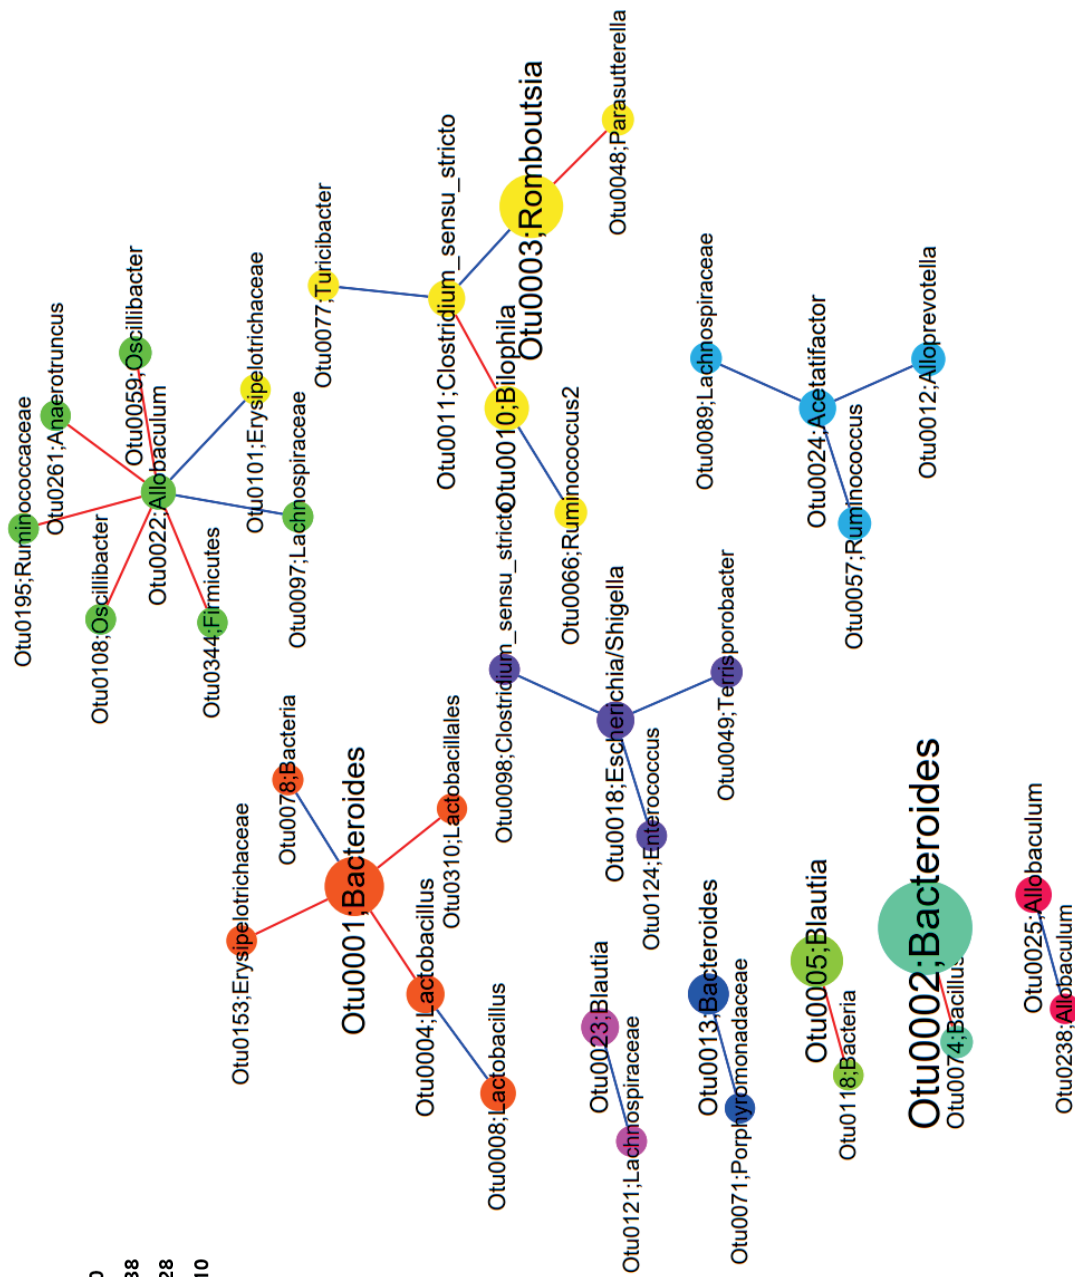 Otu0195;Ruminococcaceae
Otu0261;Anaerotruncus
Otu0108;Oscillibacter
Otu0059;Oscillibacter
Otu0022;Allobaculum
Otu0344;Firmicutes
Otu0101;Erysipelotrichaceae
Otu0097;Lachnospiraceae
Otu0077;Turicibacter
Otu0011;Clostridium_sensu_stricto
Otu0003;Romboutsia
Otu0048;Parasutterella
Otu0010;Bilophila
Otu0066;Ruminococcus2
Otu0089;Lachnospiraceae
Otu0024;Acetatifactor
Otu0057;Ruminococcus
Otu0012;Alloprevotella
Otu0098;Clostridium_sensu_stricto
Otu0018;Escherichia/Shigella
Otu0124;Enterococcus
Otu0049;Terrisporobacter
Otu0153;Erysipelotrichaceae
Otu0078;Bacteria
Otu0001;Bacteroides
Otu0310;Lactobacillales
Otu0004;Lactobacillus
Otu0008;Lactobacillus
Otu0023;Blautia
Otu0121;Lachnospiraceae
Otu0013;Bacteroides
Otu0071;Porphyromonadaceae
Otu0005;Blautia
Otu0118;Bacteria
Otu0002;Bacteroides
Otu0074;Bacillus
Otu0025;Allobaculum
Otu0238;Allobaculum
0
38
28
10